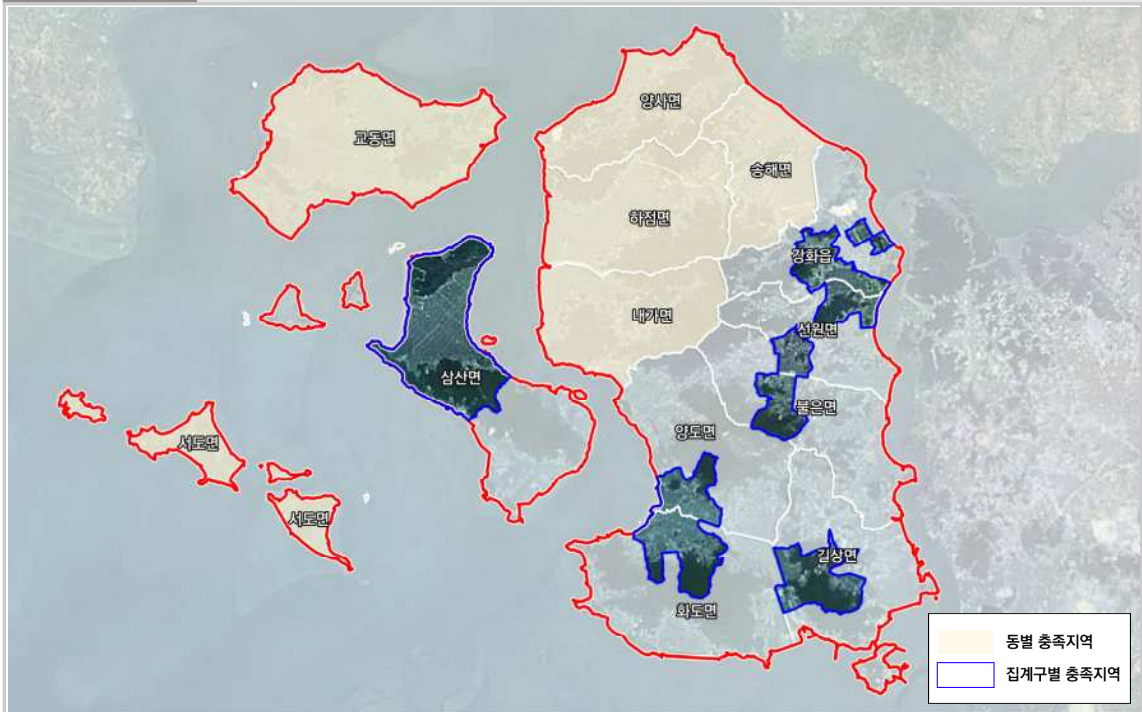 양사면
교동면
송해면
하점면
강화읍
내가면
선원면
삼산면
불은면
양도면
서도면
서도면
길상면
화도면
동별 충족지역
집계구별 충족지역